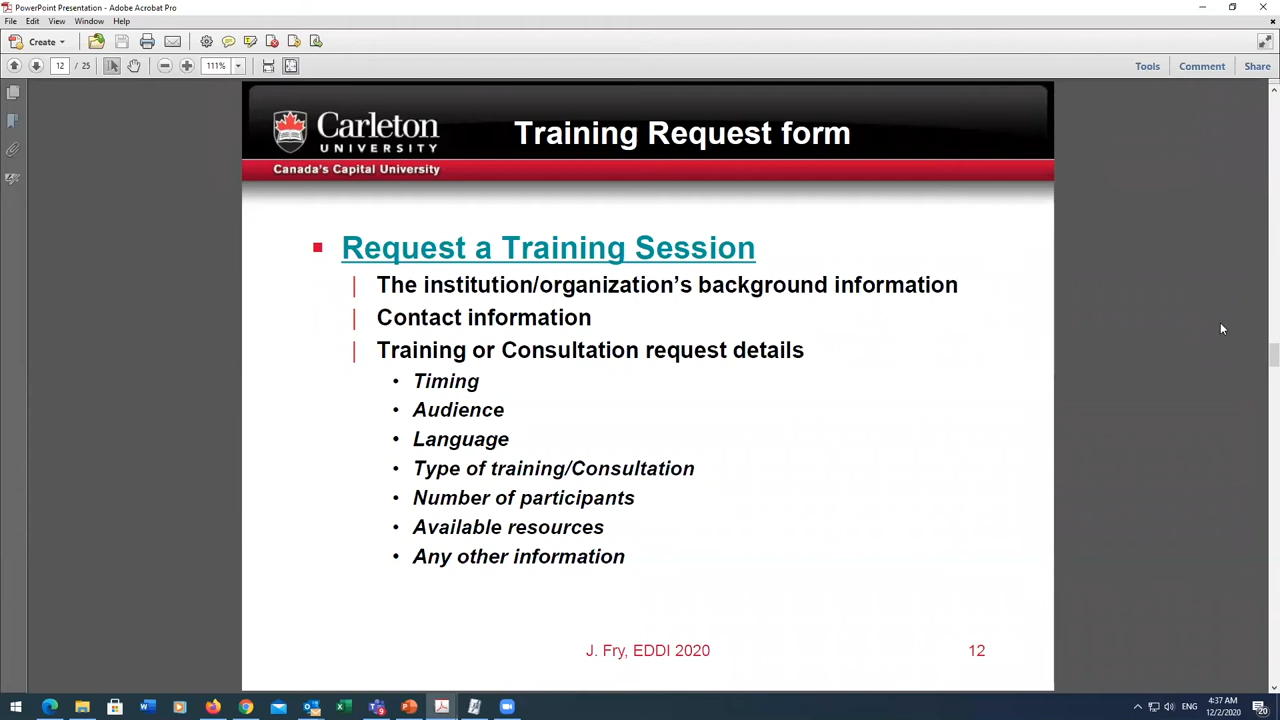 PowerPoint Presentation - Adobe Acrobat Pro
File Edit View Window Help
Create
12 / 25 111% Tools Comment Share
Carleton
UNIVERSITY
Canada's Capital University
Training Request form
Request a Training Session
The institution/organization's background information
Contact information
Training or Consultation request details
• Timing
• Audience
• Language
• Type of training/Consultation
• Number of participants
• Available resources
• Any other information
J. Fry, EDDI 2020 12
ENG 4:37 AM
12/2/2020 20